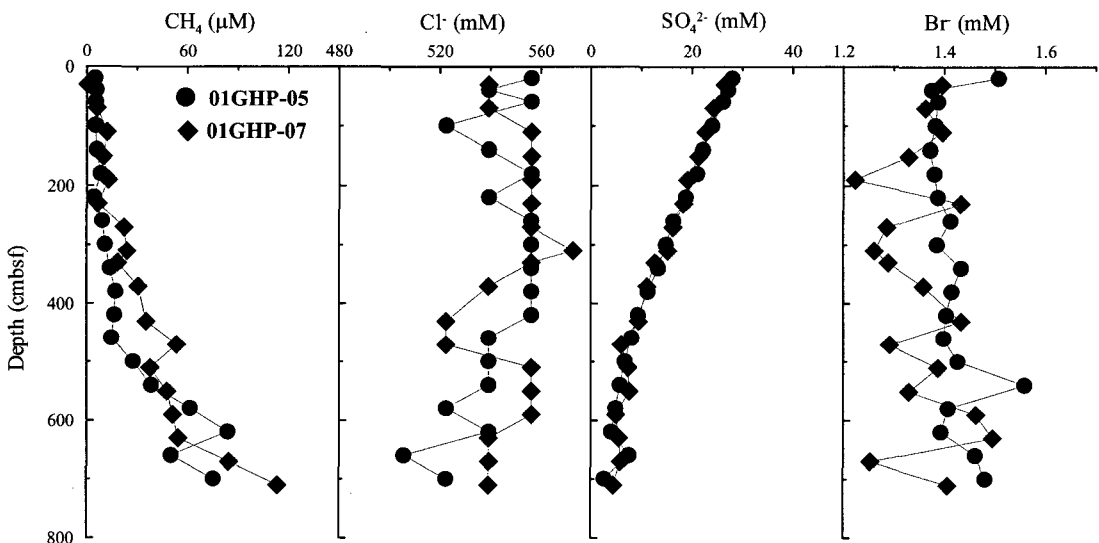 CH₄ (μM) Cl⁻ (mM) SO₄²⁻ (mM) Br⁻ (mM)
0 60 120 480 520 560 0 20 40 1.2 1.4 1.6
0
200
400
600
800
Depth (cmbsf)
01GHP-05
01GHP-07